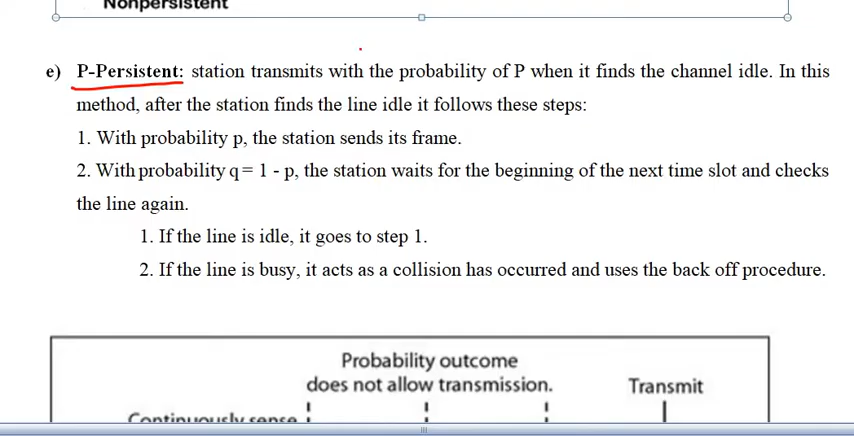 Nonpersistent
e) P-Persistent: station transmits with the probability of P when it finds the channel idle. In this
method, after the station finds the line idle it follows these steps:
1. With probability p, the station sends its frame.
2. With probability q = 1 - p, the station waits for the beginning of the next time slot and checks
the line again.
1. If the line is idle, it goes to step 1.
2. If the line is busy, it acts as a collision has occurred and uses the back off procedure.
Probability outcome
does not allow transmission.
Transmit
Continuously sense